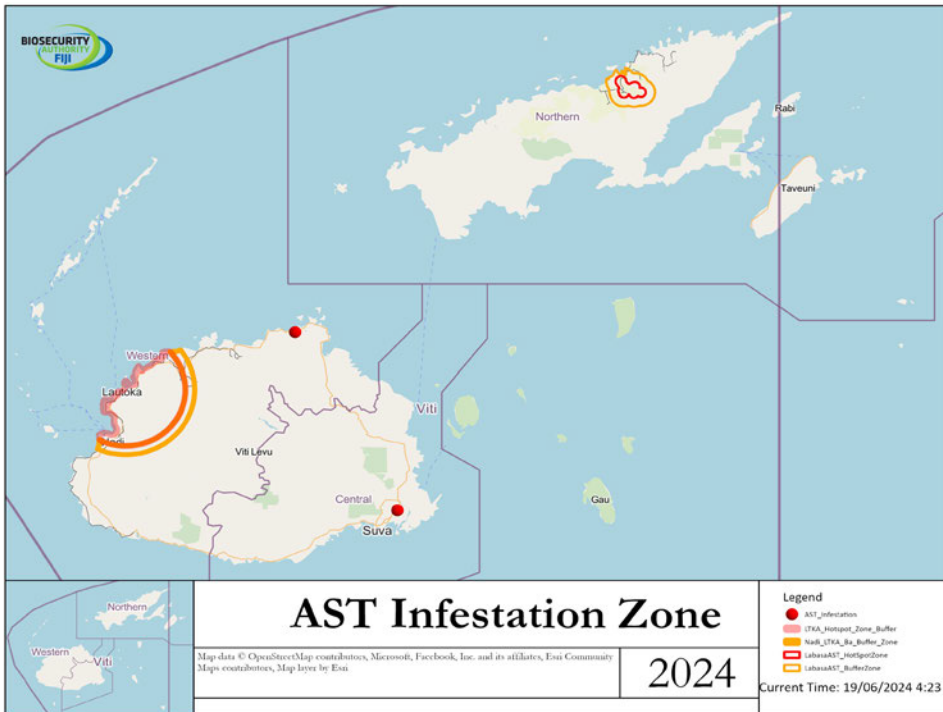 BIOSECURITY
AUTHORITY
FIJI
Northern
Rabi
Taveuni
Western
Lautoka
Nadi
Viti
Viti Levu
Central
Suva
Gau
Northern
Western
Viti
AST Infestation Zone
Map data © OpenStreetMap contributors, Microsoft, Facebook, Inc. and its affiliates, Esri Community
Maps contributors, Map layer by Esri
2024
Legend
AST_Infestation
LTKA_Hotspot_Zone_Buffer
Nadi_LTKA_Ba_Buffer_Zone
LabasaAST_HotSpotZone
LabasaAST_BufferZone
Current Time: 19/06/2024 4:23